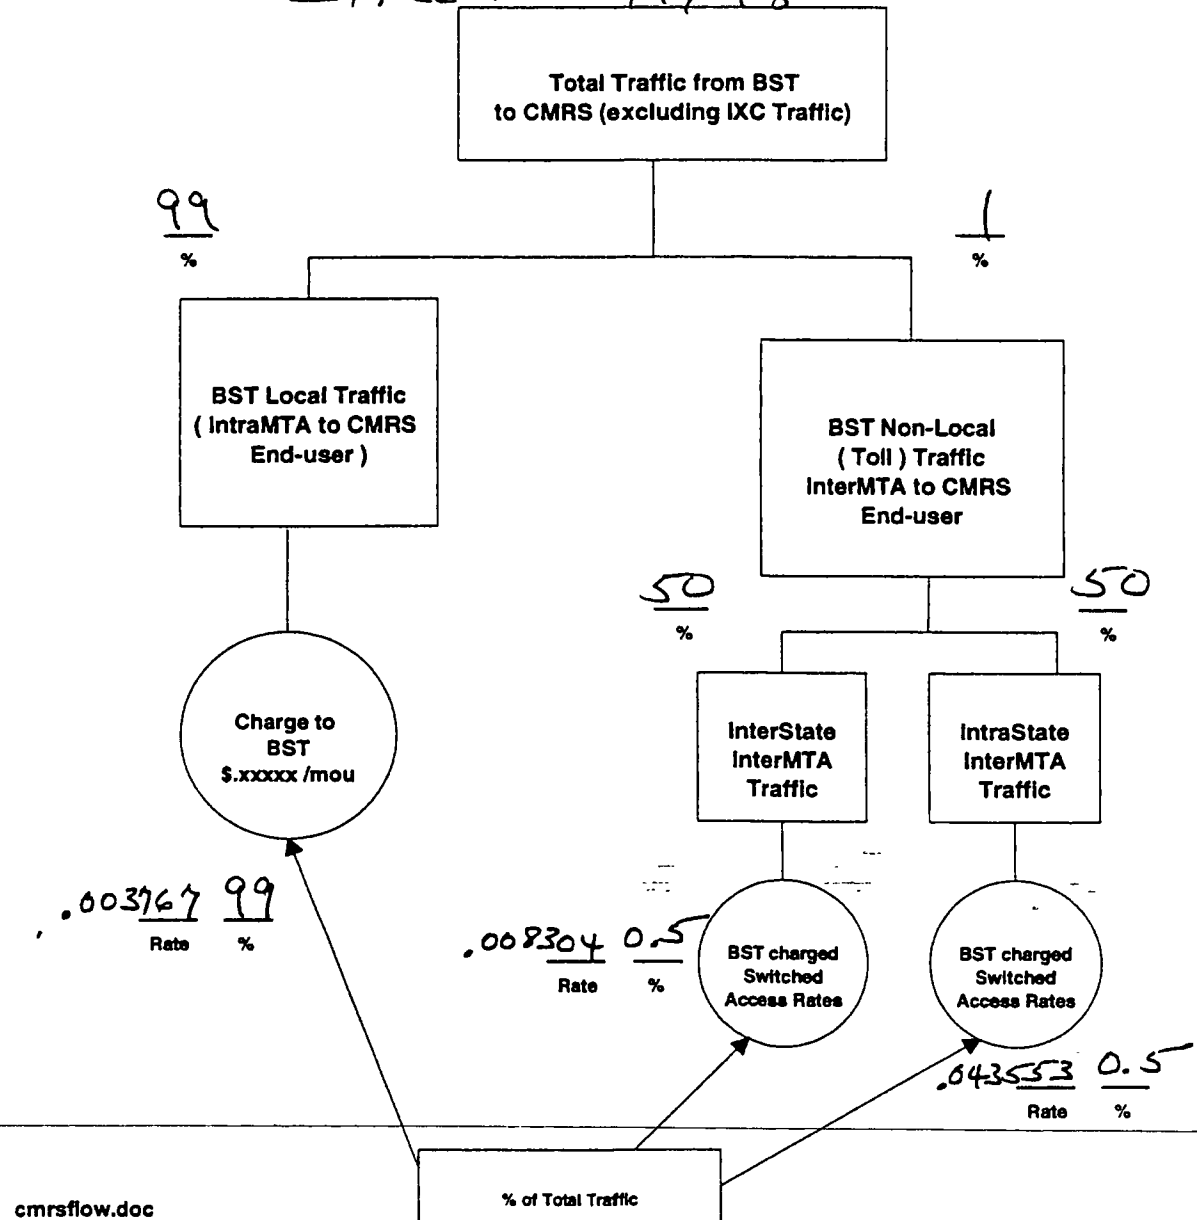 Total Traffic from BST
to CMRS (excluding IXC Traffic)
99
%
1
%
BST Local Traffic
( IntraMTA to CMRS
End-user )
BST Non-Local
( Toll ) Traffic
InterMTA to CMRS
End-user
50
%
50
%
Charge to
BST
$.xxxxx /mou
InterState
InterMTA
Traffic
IntraState
InterMTA
Traffic
.003767 99
Rate %
.008304 0.5
Rate %
BST charged
Switched
Access Rates
BST charged
Switched
Access Rates
.043553 0.5
Rate %
% of Total Traffic
cmrsflow.doc